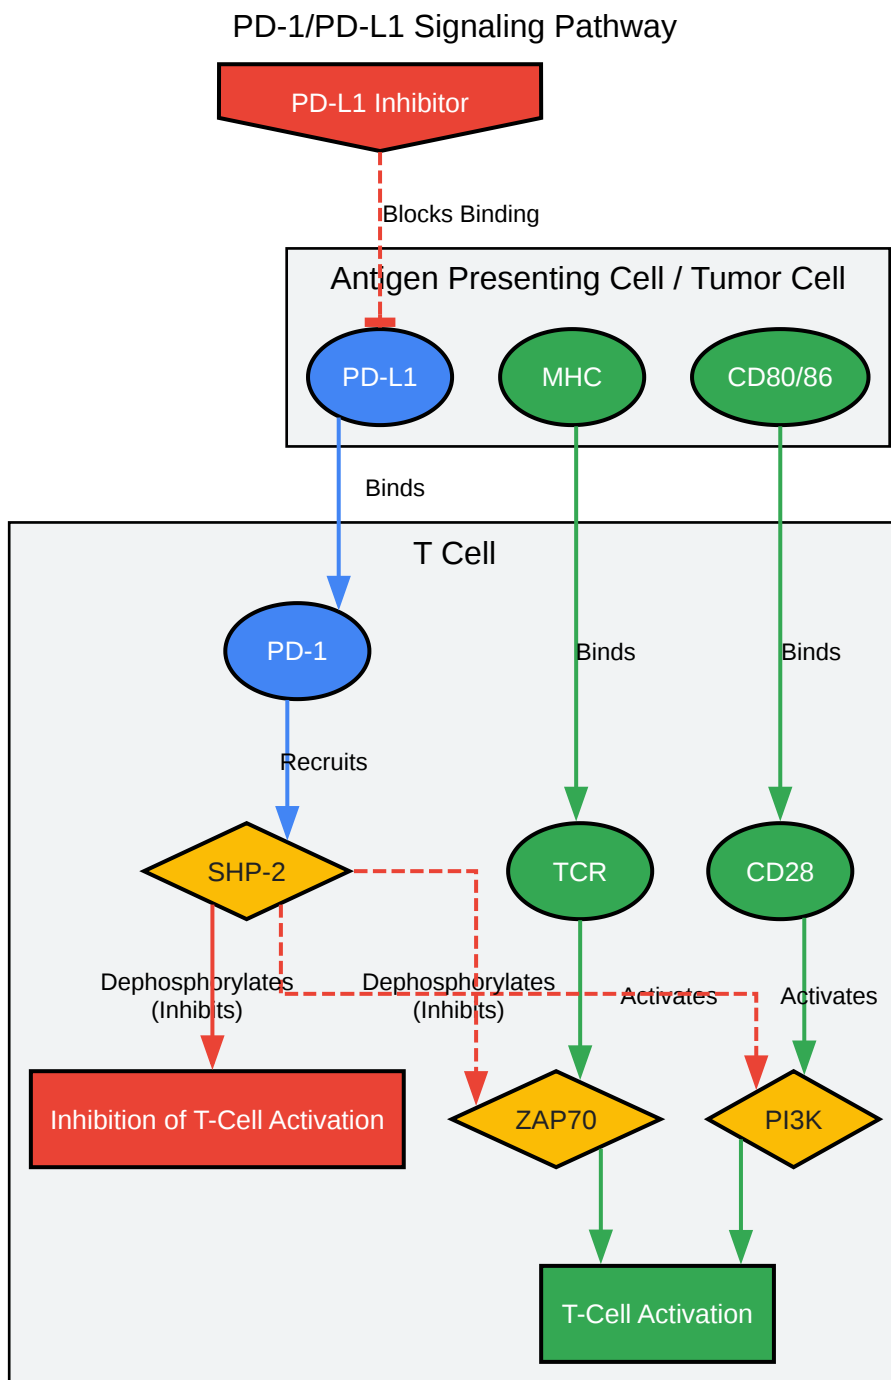 PD-1/PD-L1 Signaling Pathway
PD-L1 Inhibitor
Blocks Binding
Antigen Presenting Cell / Tumor Cell
PD-L1
MHC
CD80/86
Binds
T Cell
PD-1
Binds
Binds
Recruits
SHP-2
TCR
CD28
Dephosphorylates
(Inhibits)
Dephosphorylates
(Inhibits)
Activates
Activates
Inhibition of T-Cell Activation
ZAP70
PI3K
T-Cell Activation